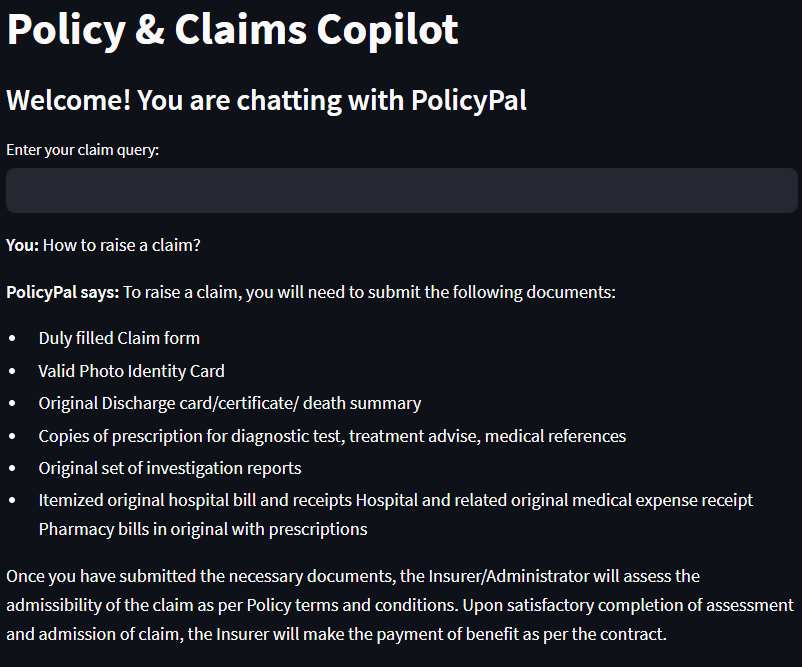 Policy & Claims Copilot
Welcome! You are chatting with PolicyPal
Enter your claim query:
You: How to raise a claim?
PolicyPal says: To raise a claim, you will need to submit the following documents:
• Duly filled Claim form
• Valid Photo Identity Card
• Original Discharge card/certificate/ death summary
• Copies of prescription for diagnostic test, treatment advise, medical references
• Original set of investigation reports
• Itemized original hospital bill and receipts Hospital and related original medical expense receipt
Pharmacy bills in original with prescriptions
Once you have submitted the necessary documents, the Insurer/Administrator will assess the
admissibility of the claim as per Policy terms and conditions. Upon satisfactory completion of assessment
and admission of claim, the Insurer will make the payment of benefit as per the contract.